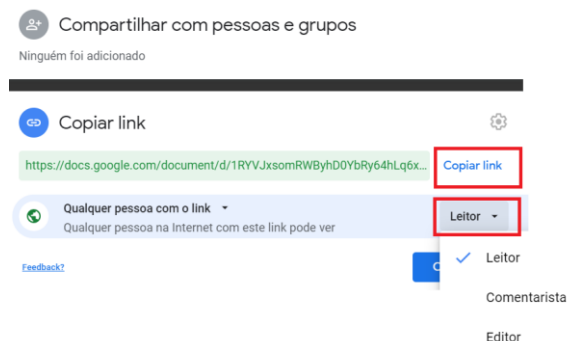 Compartilhar com pessoas e grupos
Ninguém foi adicionado
Copiar link
https://docs.google.com/document/d/1RYVJxsomRWByhD0YbRy64hLq6x... Copiar link
Qualquer pessoa com o link
Leitor
Qualquer pessoa na Internet com este link pode ver
Feedback?
C
Leitor
Comentarista
Editor